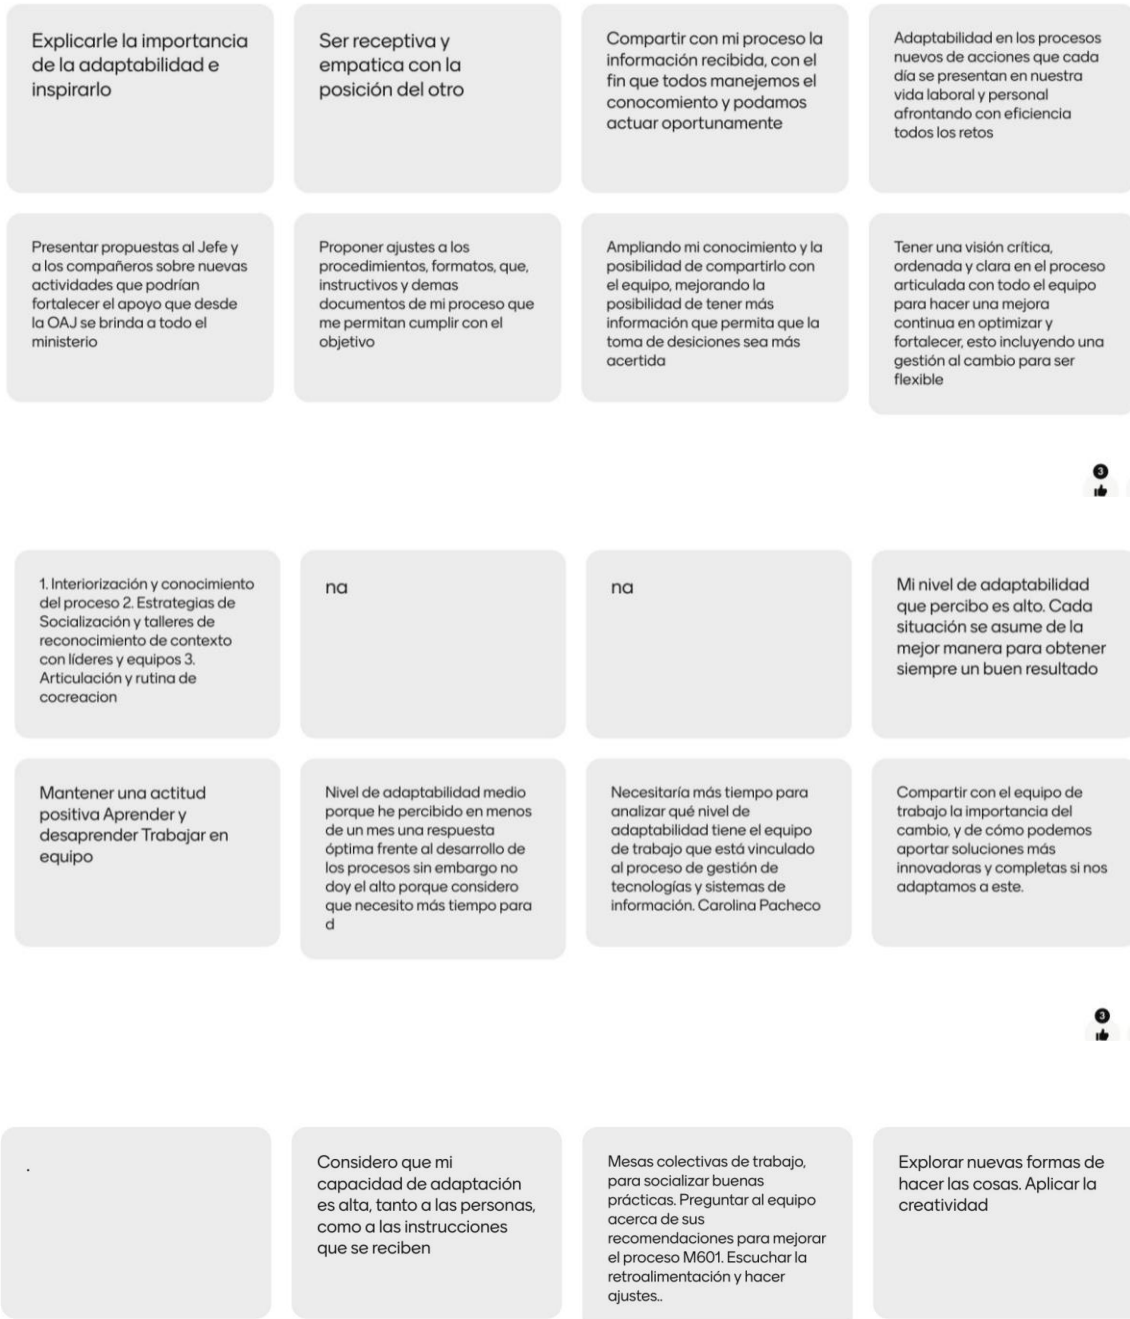 Explicarle la importancia
de la adaptabilidad e
inspirarlo
Ser receptiva y
empatica con la
posición del otro
Compartir con mi proceso la
información recibida, con el
fin que todos manejemos el
conocomiento y podamos
actuar oportunamente
Adaptabilidad en los procesos
nuevos de acciones que cada
día se presentan en nuestra
vida laboral y personal
afrontando con eficiencia
todos los retos
Presentar propuestas al Jefe y
a los compañeros sobre nuevas
actividades que podrían
fortalecer el apoyo que desde
la OAJ se brinda a todo el
ministerio
Proponer ajustes a los
procedimientos, formatos, que,
instructivos y demas
documentos de mi proceso que
me permitan cumplir con el
objetivo
Ampliando mi conocimiento y la
posibilidad de compartirlo con
el equipo, mejorando la
posibilidad de tener más
información que permita que la
toma de desiciones sea más
acertida
Tener una visión crítica,
ordenada y clara en el proceso
articulada con todo el equipo
para hacer una mejora
continua en optimizar y
fortalecer, esto incluyendo una
gestión al cambio para ser
flexible
3
1. Interiorización y conocimiento
del proceso 2. Estrategias de
Socialización y talleres de
reconocimiento de contexto
con líderes y equipos 3.
Articulación y rutina de
cocreacion
na
na
Mi nivel de adaptabilidad
que percibo es alto. Cada
situación se asume de la
mejor manera para obtener
siempre un buen resultado
Mantener una actitud
positiva Aprender y
desaprender Trabajar en
equipo
Nivel de adaptabilidad medio
porque he percibido en menos
de un mes una respuesta
óptima frente al desarrollo de
los procesos sin embargo no
doy el alto porque considero
que necesito más tiempo para
d
Necesitaría más tiempo para
analizar qué nivel de
adaptabilidad tiene el equipo
de trabajo que está vinculado
al proceso de gestión de
tecnologías y sistemas de
información. Carolina Pacheco
Compartir con el equipo de
trabajo la importancia del
cambio, y de cómo podemos
aportar soluciones más
innovadoras y completas si nos
adaptamos a este.
3
.
Considero que mi
capacidad de adaptación
es alta, tanto a las personas,
como a las instrucciones
que se reciben
Mesas colectivas de trabajo,
para socializar buenas
prácticas. Preguntar al equipo
acerca de sus
recomendaciones para mejorar
el proceso M601. Escuchar la
retroalimentación y hacer
ajustes..
Explorar nuevas formas de
hacer las cosas. Aplicar la
creatividad